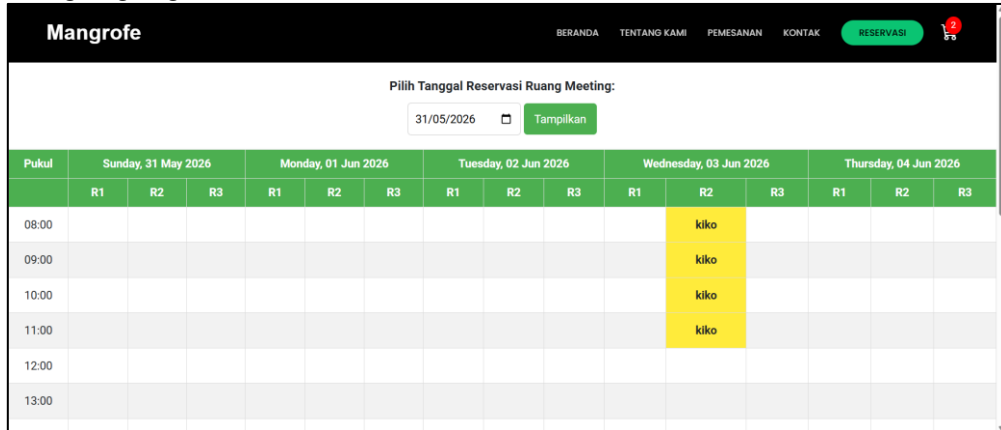 Mangrofe BERANDA TENTANG KAMI PEMESANAN KONTAK RESERVASI 2
Pilih Tanggal Reservasi Ruang Meeting:
31/05/2026 Tampilkan
Pukul Sunday, 31 May 2026 Monday, 01 Jun 2026 Tuesday, 02 Jun 2026 Wednesday, 03 Jun 2026 Thursday, 04 Jun 2026
R1 R2 R3 R1 R2 R3 R1 R2 R3 R1 R2 R3 R1 R2 R3
08:00 kiko
09:00 kiko
10:00 kiko
11:00 kiko
12:00
13:00